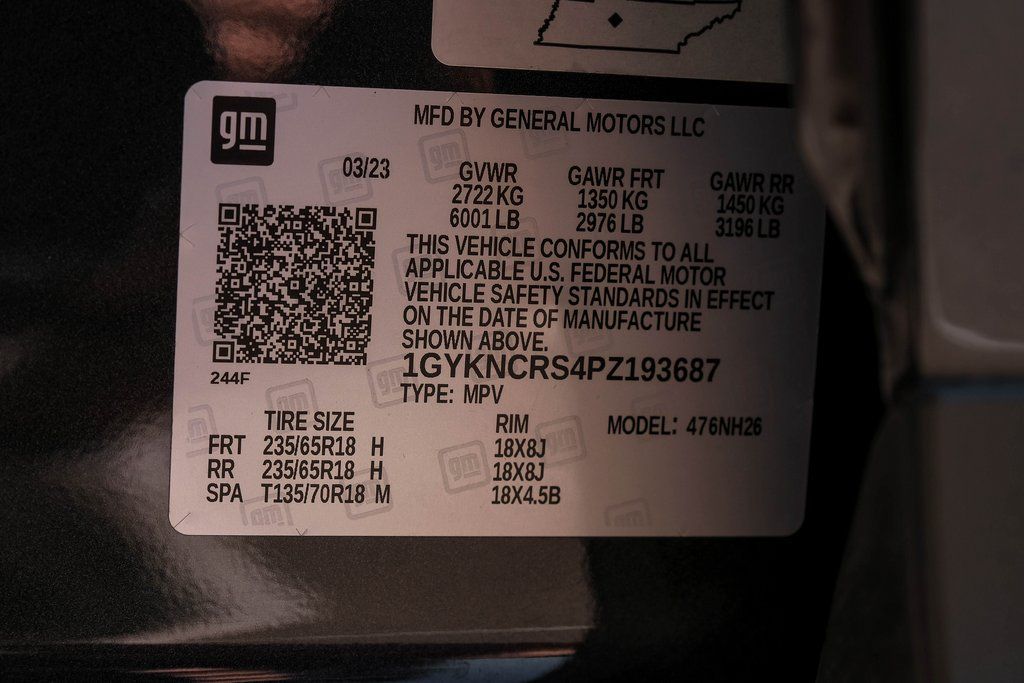 gm
MFD BY GENERAL MOTORS LLC
03/23
GVWR GAWR FRT GAWR RR
2722 KG 1350 KG 1450 KG
6001 LB 2976 LB 3196 LB
THIS VEHICLE CONFORMS TO ALL
APPLICABLE U.S. FEDERAL MOTOR
VEHICLE SAFETY STANDARDS IN EFFECT
ON THE DATE OF MANUFACTURE
SHOWN ABOVE.
1GYKNCRS4PZ193687
244F
TYPE: MPV
TIRE SIZE RIM MODEL: 476NH26
FRT 235/65R18 H 18X8J
RR 235/65R18 H 18X8J
SPA T135/70R18 M 18X4.5B